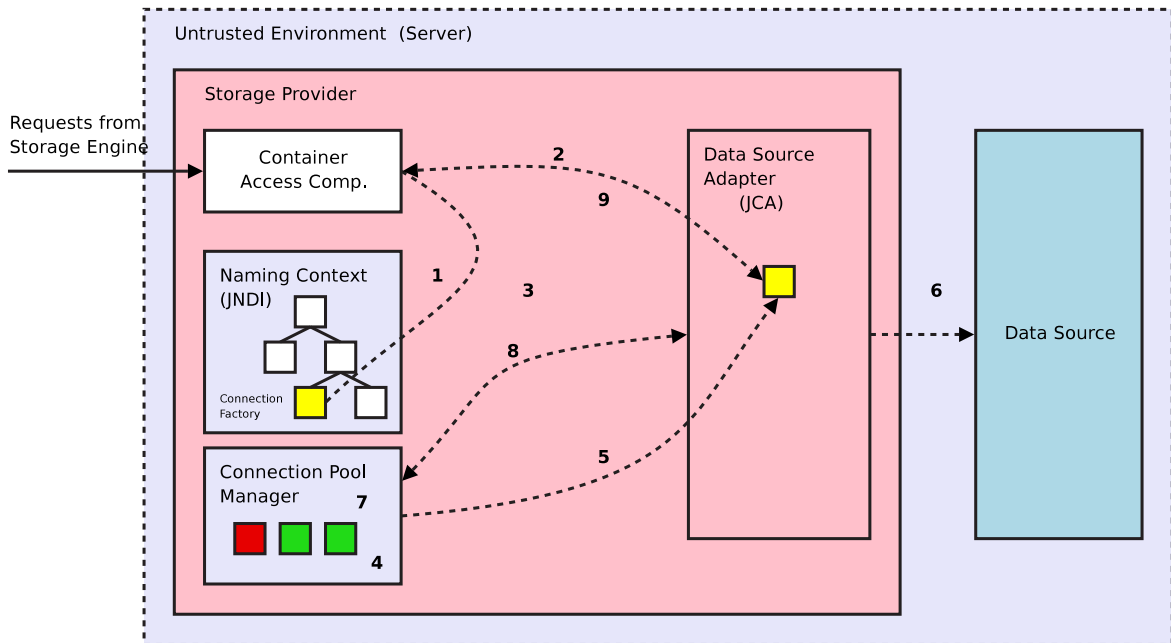 Untrusted Environment (Server)
Storage Provider
Requests from
Storage Engine
Container
Access Comp.
2
9
Data Source
Adapter
(JCA)
Naming Context
(JNDI)
1
3
6
8
Data Source
Connection
Factory
5
Connection Pool
Manager
7
4